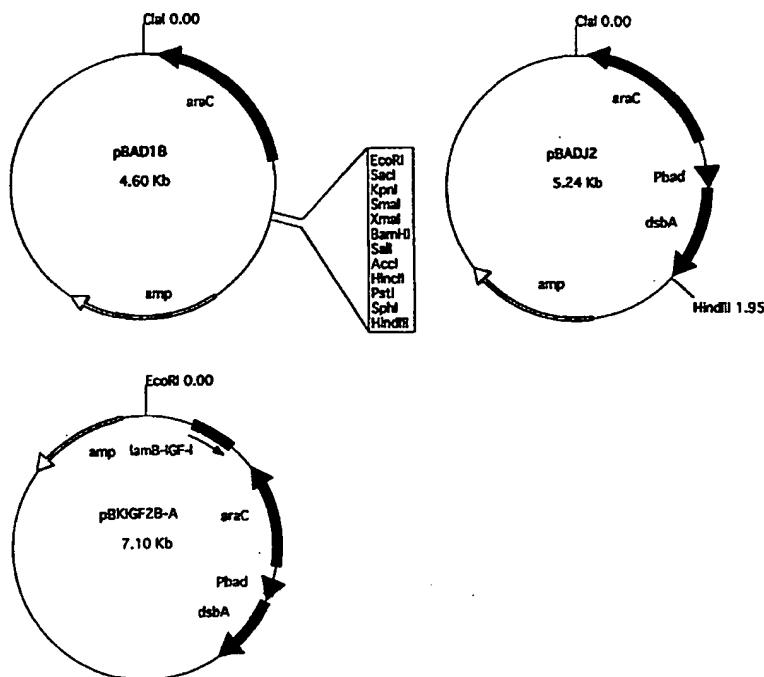 ClaI 0.00
araC
pBAD1B
4.60 Kb
amp
EcoRI
SacI
KpnI
SmaI
XmaI
BamHI
SalI
AccI
HincII
PstI
SphI
HindIII
ClaI 0.00
araC
pBADJ2
5.24 Kb
Pbad
dsbA
amp
HindIII 1.95
EcoRI 0.00
amp
lamB-IGF-I
pBKIGF2B-A
7.10 Kb
araC
Pbad
dsbA